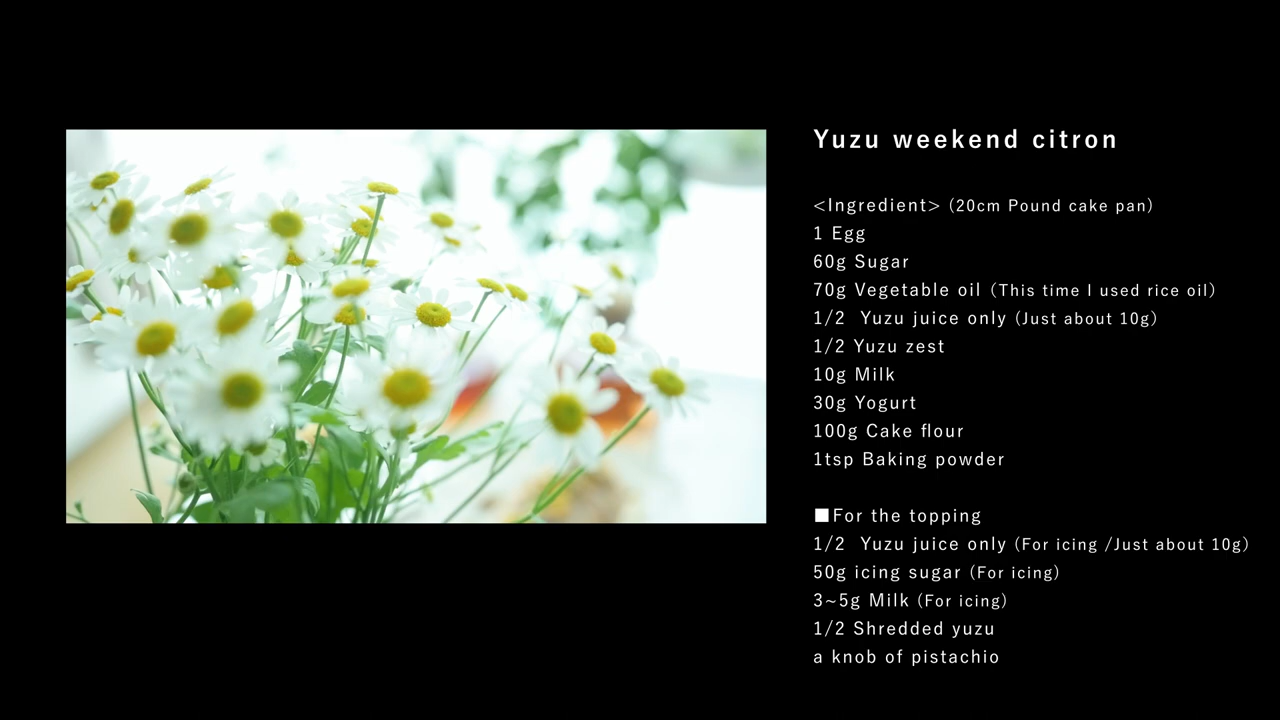 Yuzu weekend citron
<Ingredient> (20cm Pound cake pan)
1 Egg
60g Sugar
70g Vegetable oil (This time I used rice oil)
1/2  Yuzu juice only (Just about 10g)
1/2 Yuzu zest
10g Milk
30g Yogurt
100g Cake flour
1tsp Baking powder
■For the topping
1/2  Yuzu juice only (For icing /Just about 10g)
50g icing sugar (For icing)
3~5g Milk (For icing)
1/2 Shredded yuzu
a knob of pistachio